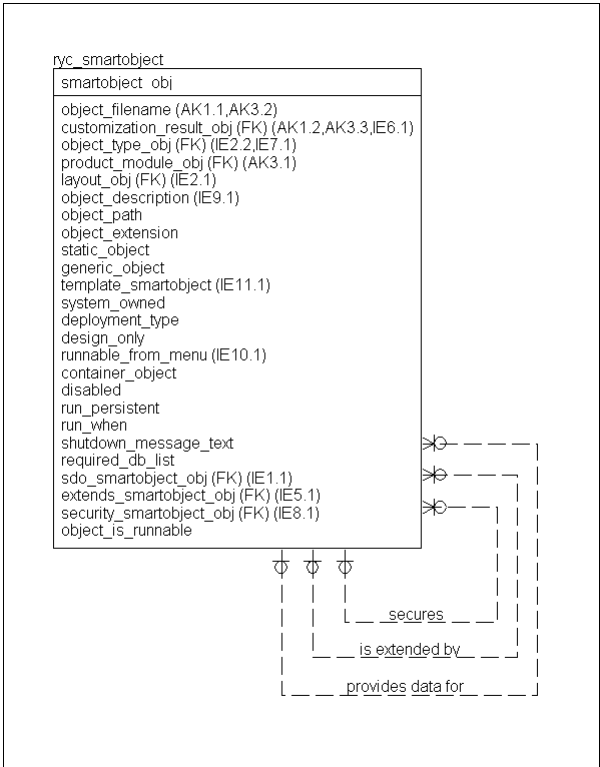 ryc_smartobject
smartobject_obj
object_filename (AK1.1,AK3.2)
customization_result_obj (FK) (AK1.2,AK3.3,IE6.1)
object_type_obj (FK) (IE2.2,IE7.1)
product_module_obj (FK) (AK3.1)
layout_obj (FK) (IE2.1)
object_description (IE9.1)
object_path
object_extension
static_object
generic_object
template_smartobject (IE11.1)
system_owned
deployment_type
design_only
runnable_from_menu (IE10.1)
container_object
disabled
run_persistent
run_when
shutdown_message_text
required_db_list
sdo_smartobject_obj (FK) (IE1.1)
extends_smartobject_obj (FK) (IE5.1)
security_smartobject_obj (FK) (IE8.1)
object_is_runnable
secures
is extended by
provides data for